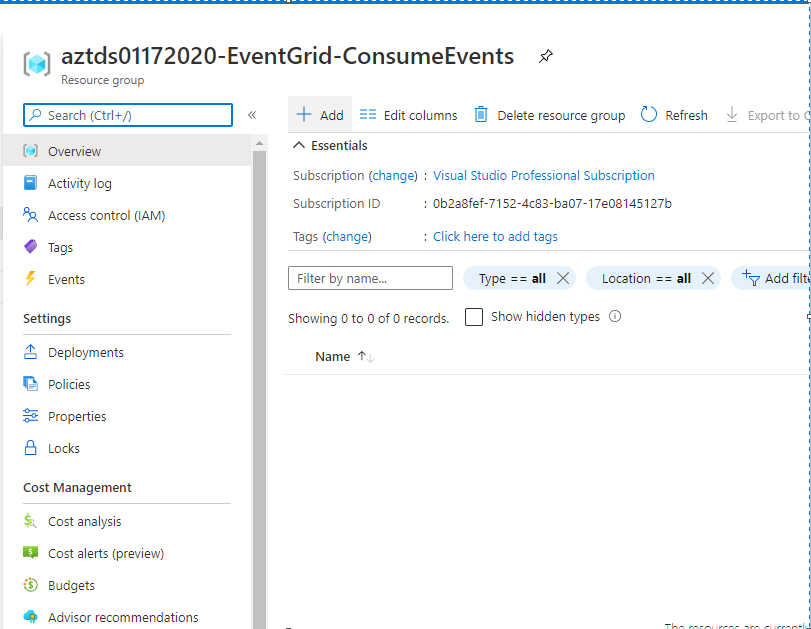 aztds01172020-EventGrid-ConsumeEvents
Resource group
Search (Ctrl+/)
«
Overview
Activity log
Access control (IAM)
Tags
Events
Settings
Deployments
Policies
Properties
Locks
Cost Management
Cost analysis
Cost alerts (preview)
Budgets
Advisor recommendations
Add
Edit columns
Delete resource group
Refresh
Export to C
Essentials
Subscription (change) : Visual Studio Professional Subscription
Subscription ID : 0b2a8fef-7152-4c83-ba07-17e08145127b
Tags (change) : Click here to add tags
Filter by name...
Type == all
Location == all
Add filt
Showing 0 to 0 of 0 records.
Show hidden types
Name ↑↓
The resources are currently